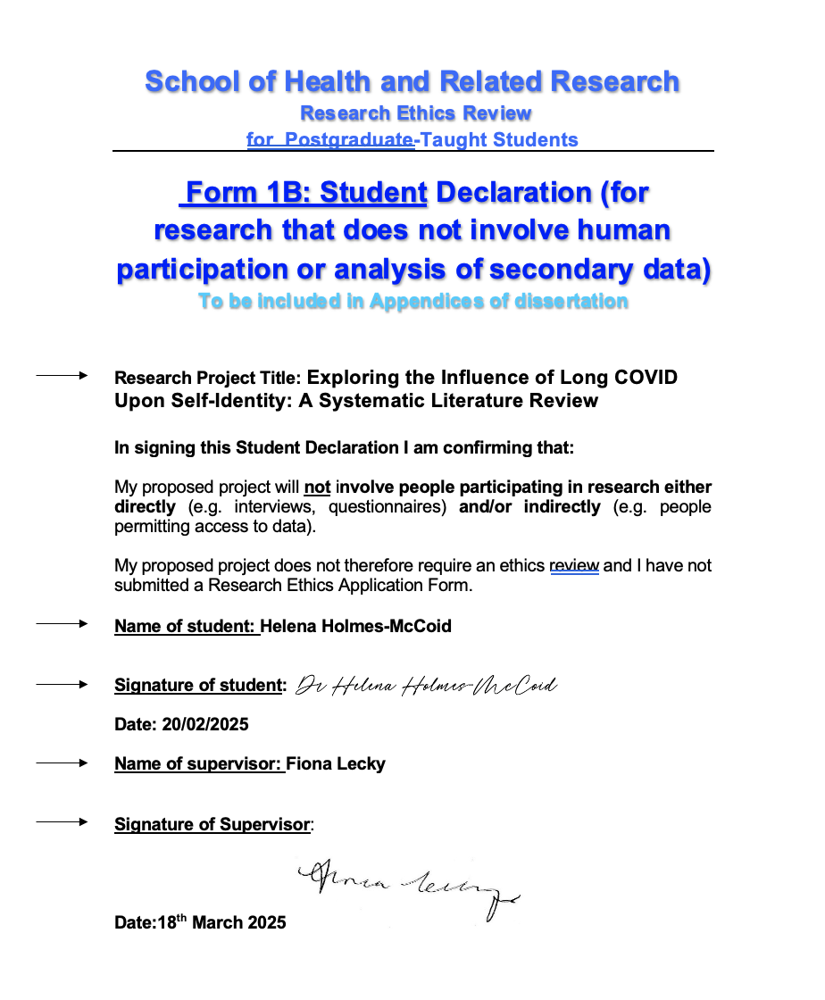 School of Health and Related Research
Research Ethics Review
for  Postgraduate-Taught Students
Form 1B: Student Declaration (for
research that does not involve human
participation or analysis of secondary data)
To be included in Appendices of dissertation
Research Project Title: Exploring the Influence of Long COVID
Upon Self-Identity: A Systematic Literature Review
In signing this Student Declaration I am confirming that:
My proposed project will not involve people participating in research either
directly (e.g. interviews, questionnaires) and/or indirectly (e.g. people
permitting access to data).
My proposed project does not therefore require an ethics review and I have not
submitted a Research Ethics Application Form.
Name of student: Helena Holmes-McCoid
Signature of student: Dr Helena Holmes-McCoid
Date: 20/02/2025
Name of supervisor: Fiona Lecky
Signature of Supervisor:
Fiona Lecky
Date:18th March 2025